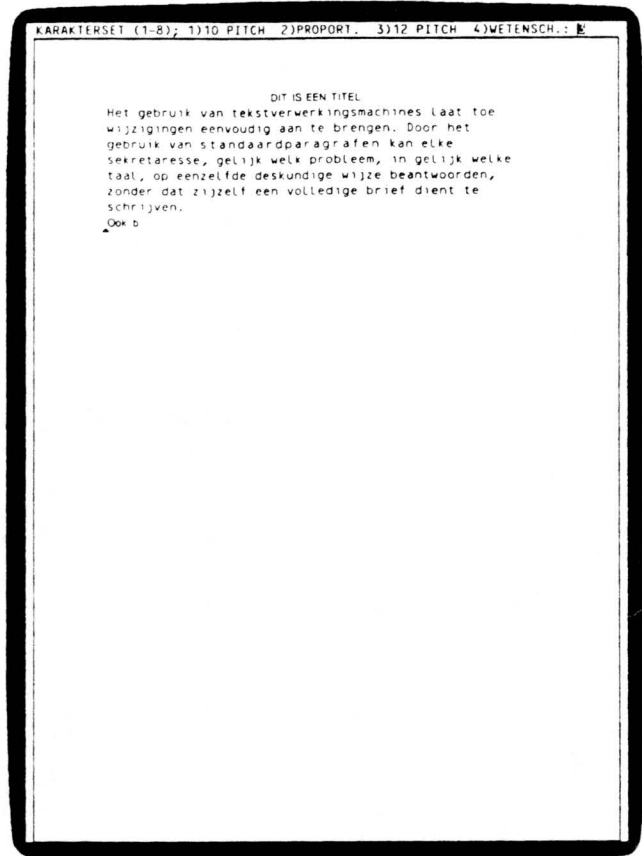 KARAKTERSET (1-8); 1)10 PITCH 2)PROPORT. 3)12 PITCH 4)WETENSCH.:
DIT IS EEN TITEL
Het gebruik van tekstverwerkingsmachines laat toe
wijzigingen eenvoudig aan te brengen. Door het
gebruik van standaardparagrafen kan elke
sekretaresse, gelijk welk probleem, in gelijk welke
taal, op eenzelfde deskundige wijze beantwoorden,
zonder dat zijzelf een volledige brief dient te
schrijven.
Ook b